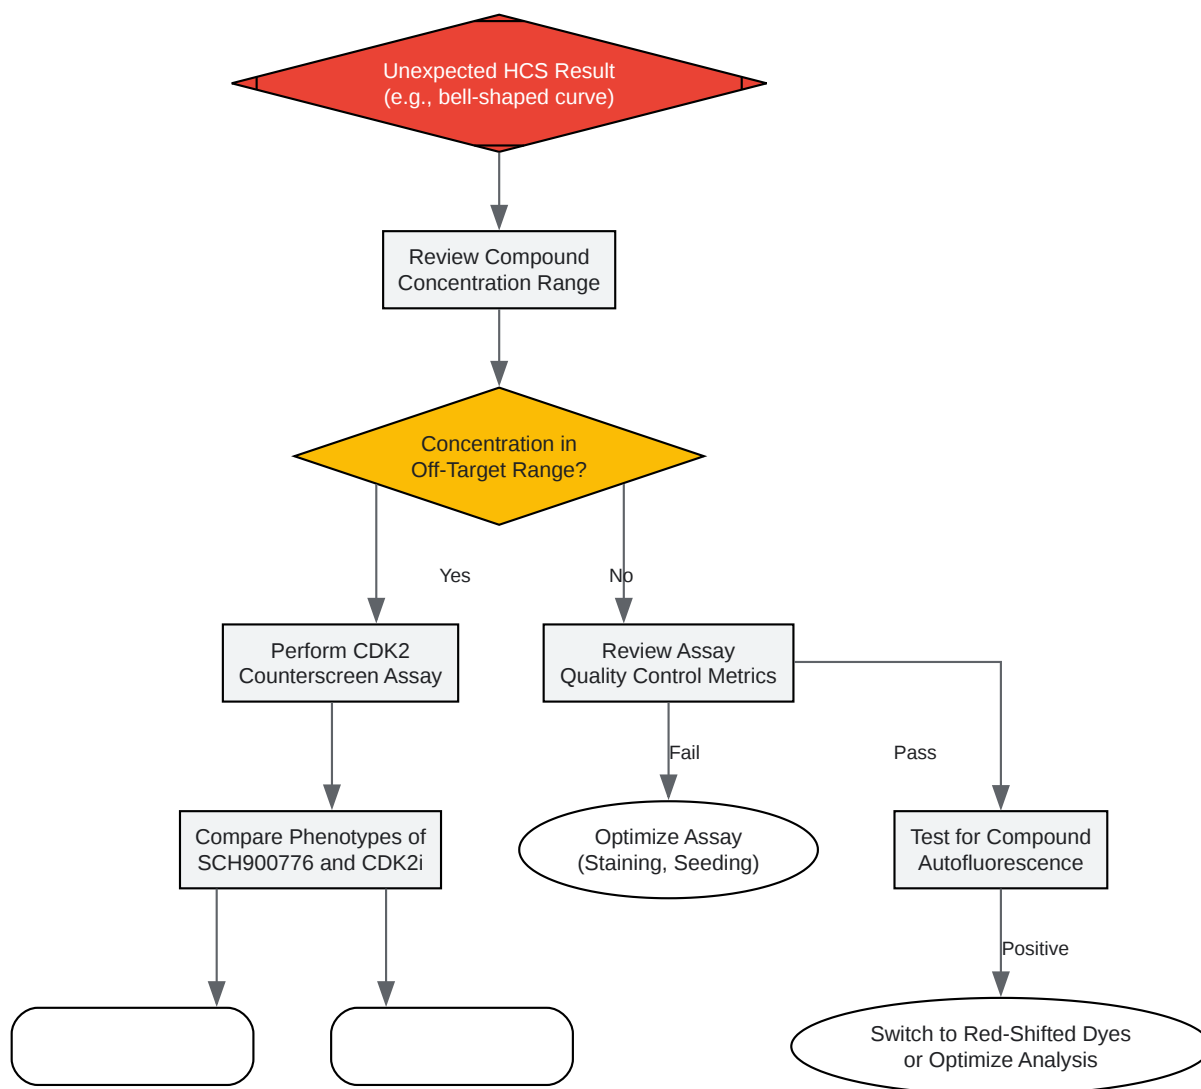 Unexpected HCS Result
(e.g., bell-shaped curve)
Review Compound
Concentration Range
Concentration in
Off-Target Range?
Yes
No
Perform CDK2
Counterscreen Assay
Review Assay
Quality Control Metrics
Fail
Pass
Compare Phenotypes of
SCH900776 and CDK2i
Optimize Assay
(Staining, Seeding)
Test for Compound
Autofluorescence
Positive
Switch to Red-Shifted Dyes
or Optimize Analysis